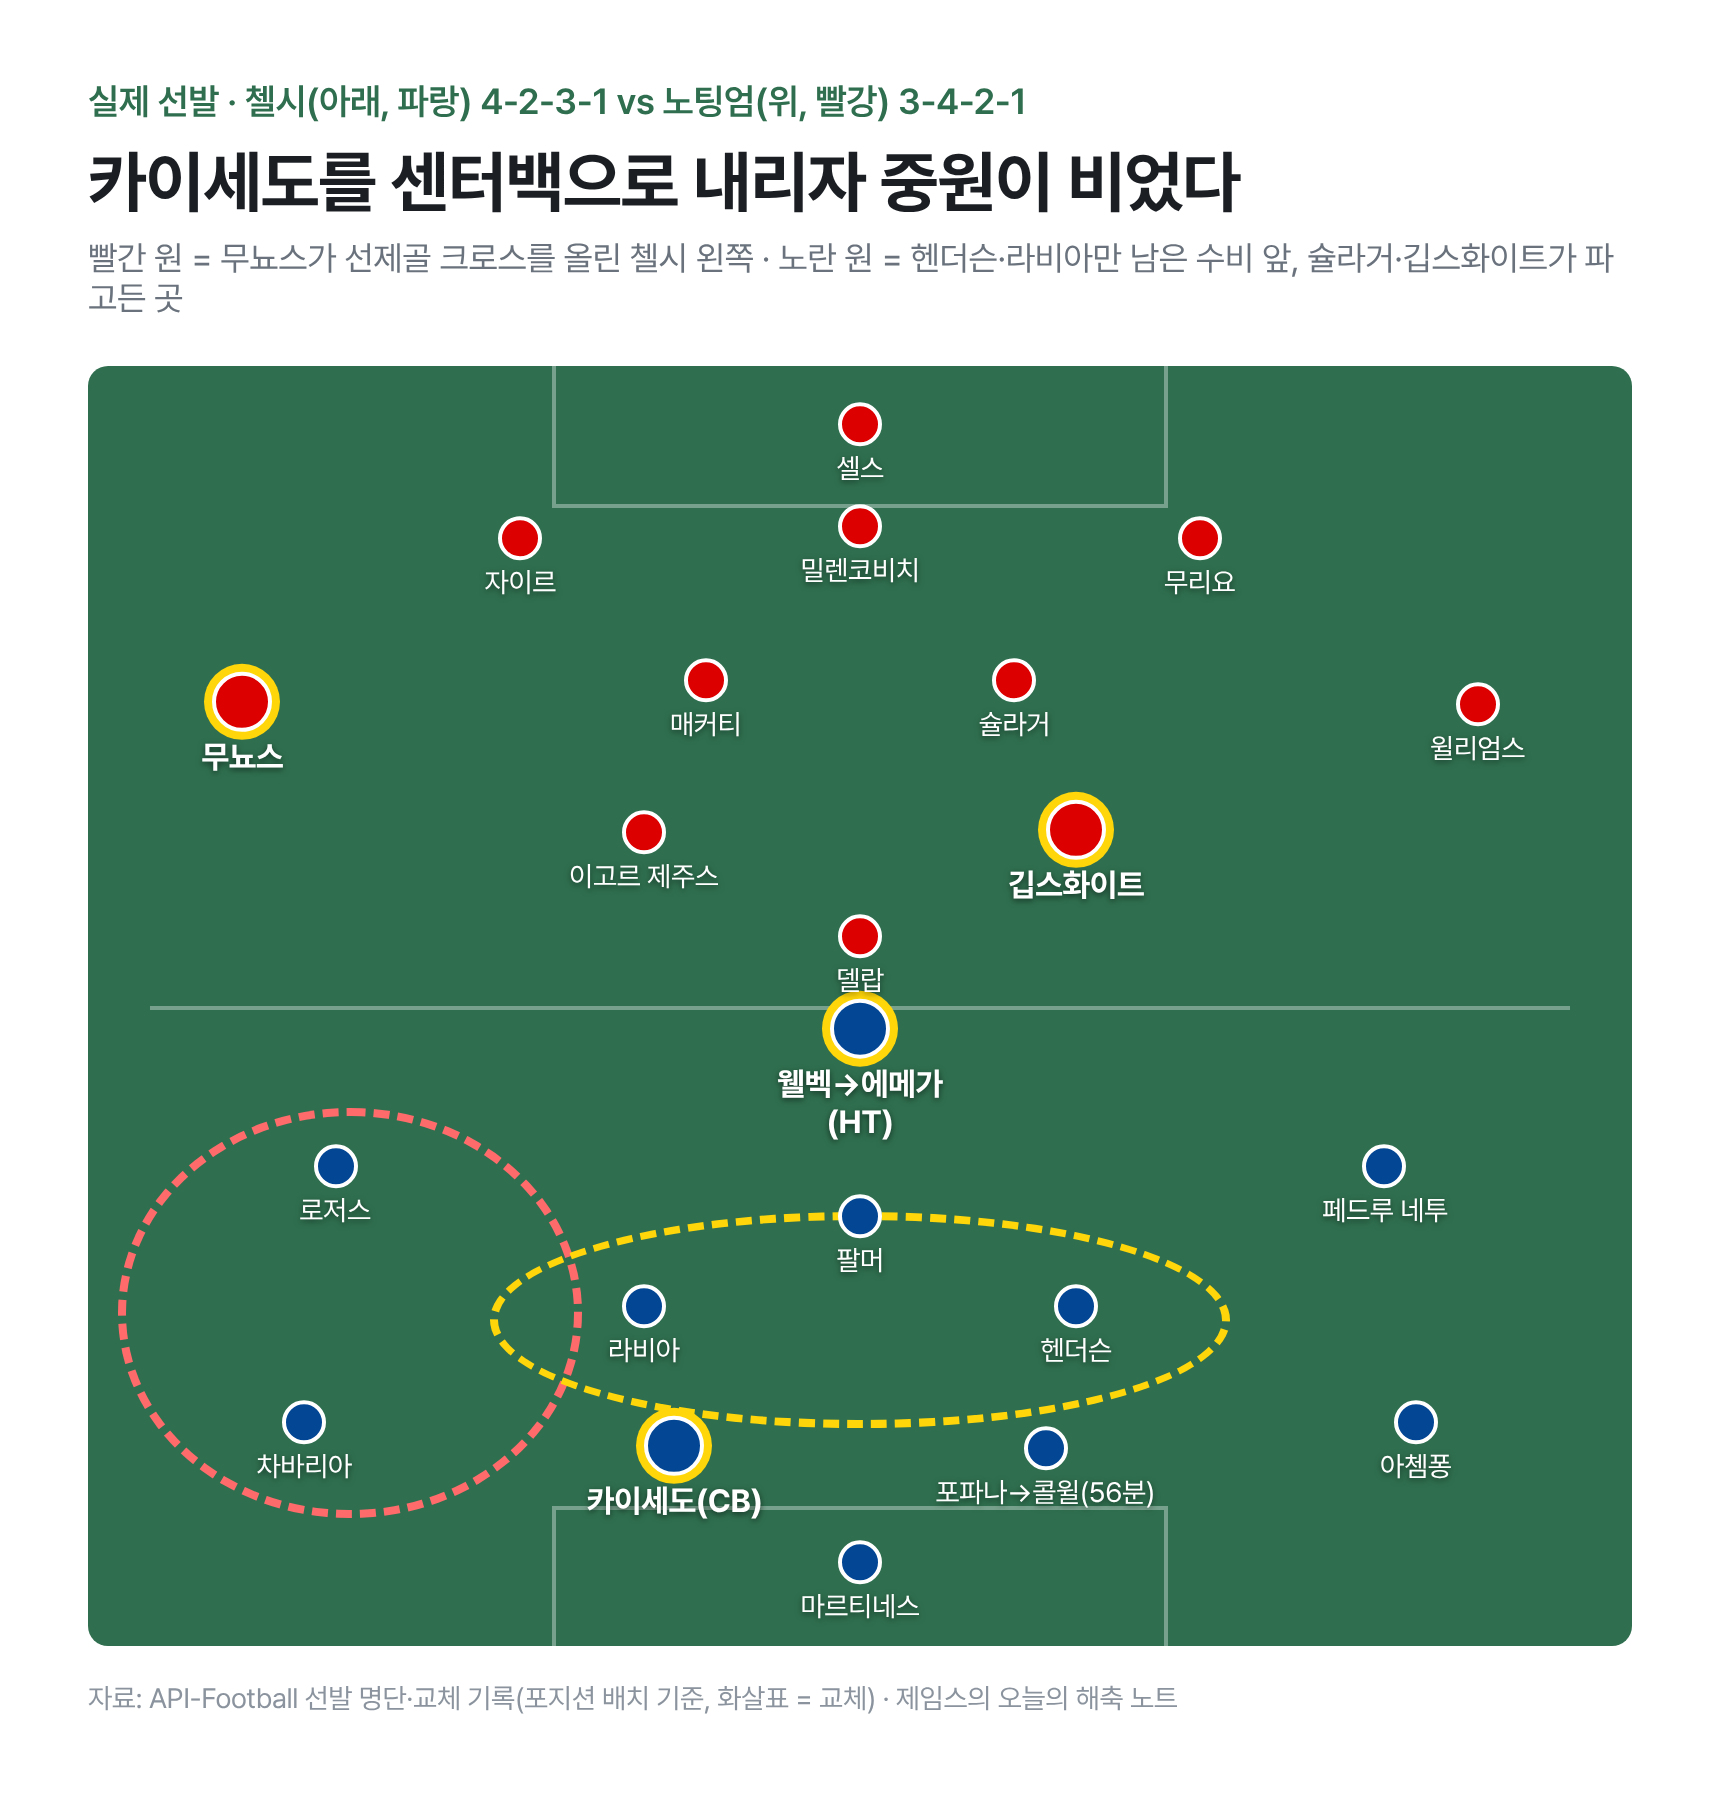 실제 선발 · 첼시(아래, 파랑) 4-2-3-1 vs 노팅엄(위, 빨강) 3-4-2-1
카이세도를 센터백으로 내리자 중원이 비었다
빨간 원 = 무뇨스가 선제골 크로스를 올린 첼시 왼쪽 · 노란 원 = 헨더슨·라비아만 남은 수비 앞, 슐라거·깁스화이트가 파
고든 곳
셀스
자이르
밀렌코비치
무리요
무뇨스
매커티
슐라거
윌리엄스
이고르 제주스
깁스화이트
델랍
웰벡→에메가
(HT)
로저스
페드루 네투
팔머
라비아
헨더슨
차바리아
카이세도(CB)
포파나→콜윌(56분)
아쳄퐁
마르티네스
자료: API-Football 선발 명단·교체 기록(포지션 배치 기준, 화살표 = 교체) · 제임스의 오늘의 해축 노트